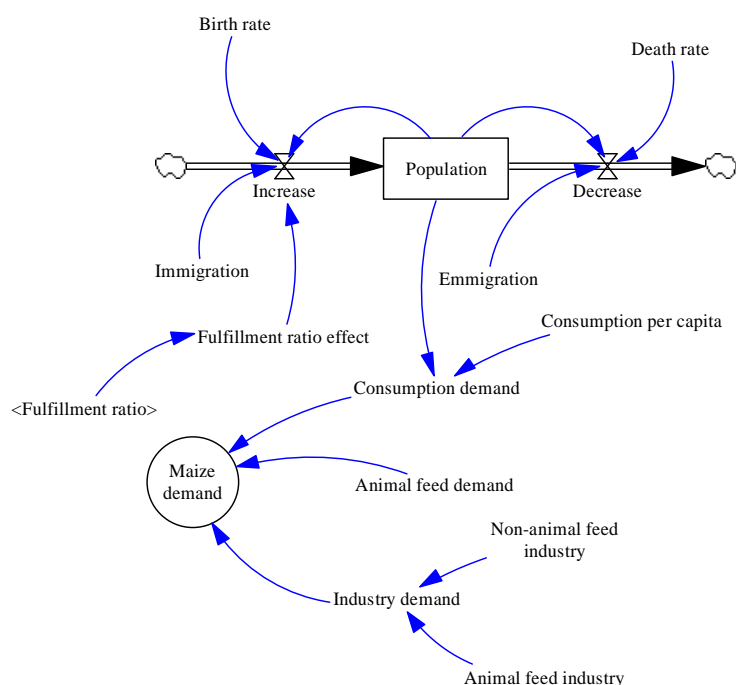 Birth rate
Death rate
Population
Increase
Decrease
Immigration
Emmigration
Consumption per capita
Fulfillment ratio effect
Consumption demand
<Fulfillment ratio>
Maize
demand
Animal feed demand
Non-animal feed
industry
Industry demand
Animal feed industry